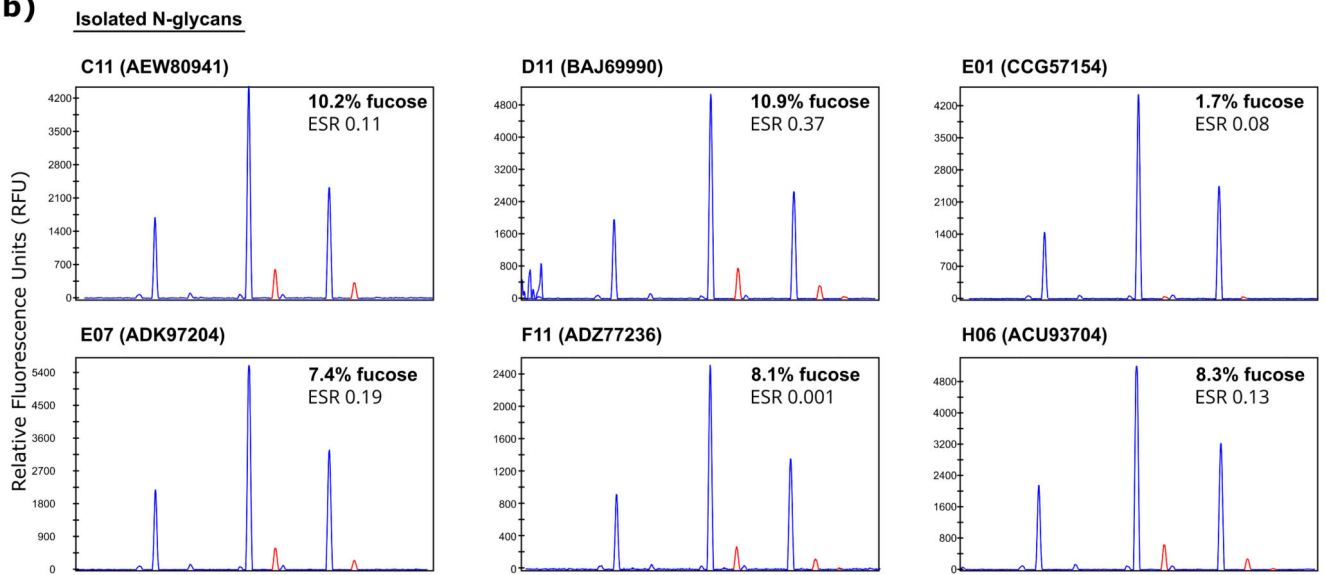 b)
Isolated N-glycans
C11 (AEW80941)
D11 (BAJ69990)
E01 (CCG57154)
Relative Fluorescence Units (RFU)
10.2% fucose
ESR 0.11
4200
3500
2800
2100
1400
700
0
10.9% fucose
ESR 0.37
4800
4000
3200
2400
1600
800
0
1.7% fucose
ESR 0.08
4200
3500
2800
2100
1400
700
0
E07 (ADK97204)
F11 (ADZ77236)
H06 (ACU93704)
7.4% fucose
ESR 0.19
5400
4500
3600
2700
1800
900
0
8.1% fucose
ESR 0.001
2400
2000
1600
1200
800
400
0
8.3% fucose
ESR 0.13
4800
4000
3200
2400
1600
800
0